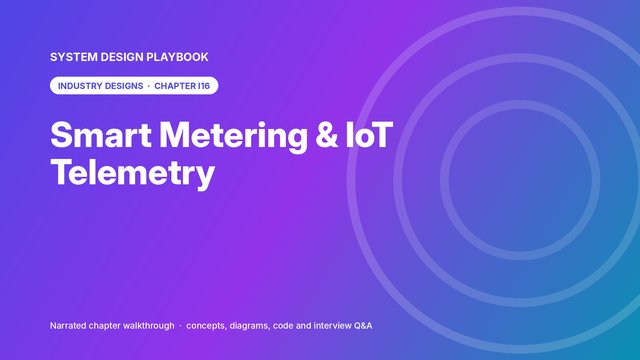 SYSTEM DESIGN PLAYBOOK
INDUSTRY DESIGNS · CHAPTER I16
Smart Metering & IoT
Telemetry
Narrated chapter walkthrough · concepts, diagrams, code and interview Q&A